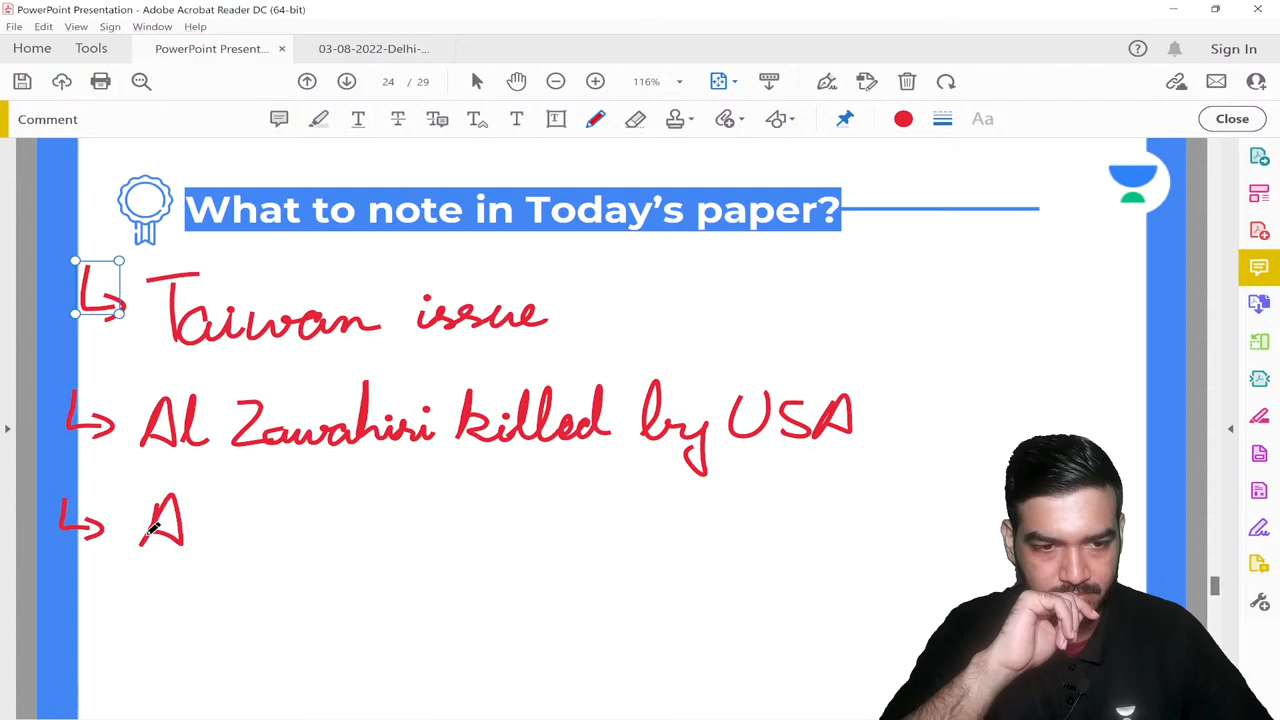 PowerPoint Presentation - Adobe Acrobat Reader DC (64-bit)
File Edit View Sign Window Help
Home Tools PowerPoint Present... × 03-08-2022-Delhi-... Sign In
24 / 29 116%
Comment Aa Close
What to note in Today’s paper?
Taiwan issue
Al Zawahiri killed by USA
A